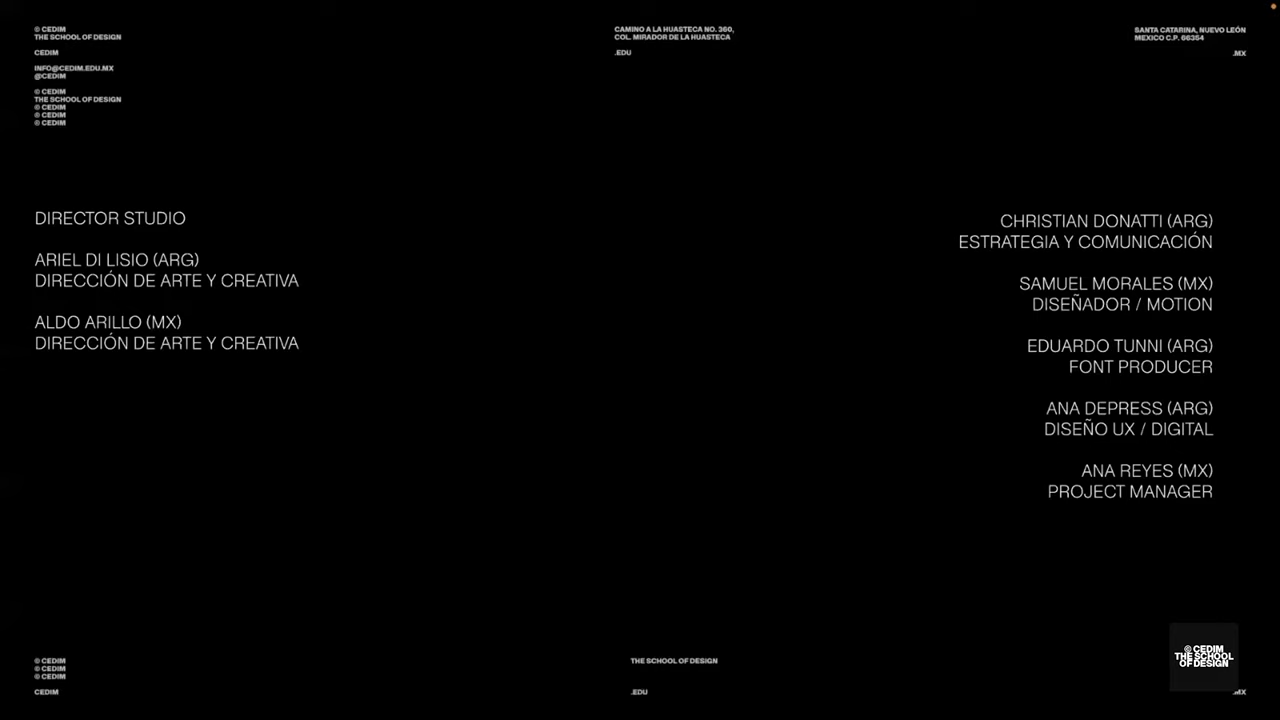 © CEDIM
THE SCHOOL OF DESIGN
CEDIM
INFO@CEDIM.EDU.MX
@CEDIM
© CEDIM
THE SCHOOL OF DESIGN
© CEDIM
© CEDIM
© CEDIM
CAMINO A LA HUASTECA NO. 360,
COL. MIRADOR DE LA HUASTECA
.EDU
SANTA CATARINA, NUEVO LEÓN
MEXICO C.P. 66354
.MX
DIRECTOR STUDIO
ARIEL DI LISIO (ARG)
DIRECCIÓN DE ARTE Y CREATIVA
ALDO ARILLO (MX)
DIRECCIÓN DE ARTE Y CREATIVA
CHRISTIAN DONATTI (ARG)
ESTRATEGIA Y COMUNICACIÓN
SAMUEL MORALES (MX)
DISEÑADOR / MOTION
EDUARDO TUNNI (ARG)
FONT PRODUCER
ANA DEPRESS (ARG)
DISEÑO UX / DIGITAL
ANA REYES (MX)
PROJECT MANAGER
© CEDIM
© CEDIM
© CEDIM
CEDIM
THE SCHOOL OF DESIGN
.EDU
© CEDIM
THE SCHOOL
OF DESIGN
.MX